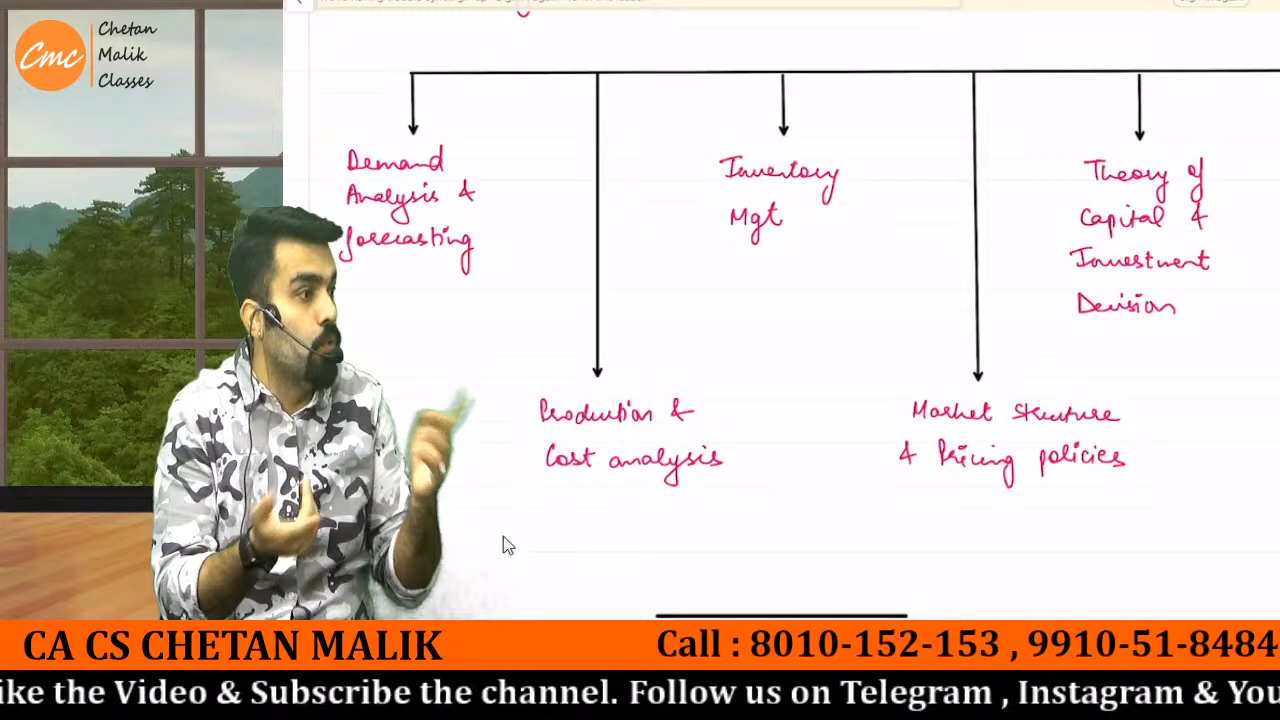 Chetan
Malik
Classes
CMC
Demand
Analysis &
forecasting
Inventory
Mgt
Theory of
Capital &
Investment
Decision
Production &
Cost analysis
Market structure
& Pricing policies
CA CS CHETAN MALIK
Call : 8010-152-153 , 9910-51-8484
ike the Video & Subscribe the channel. Follow us on Telegram , Instagram & You